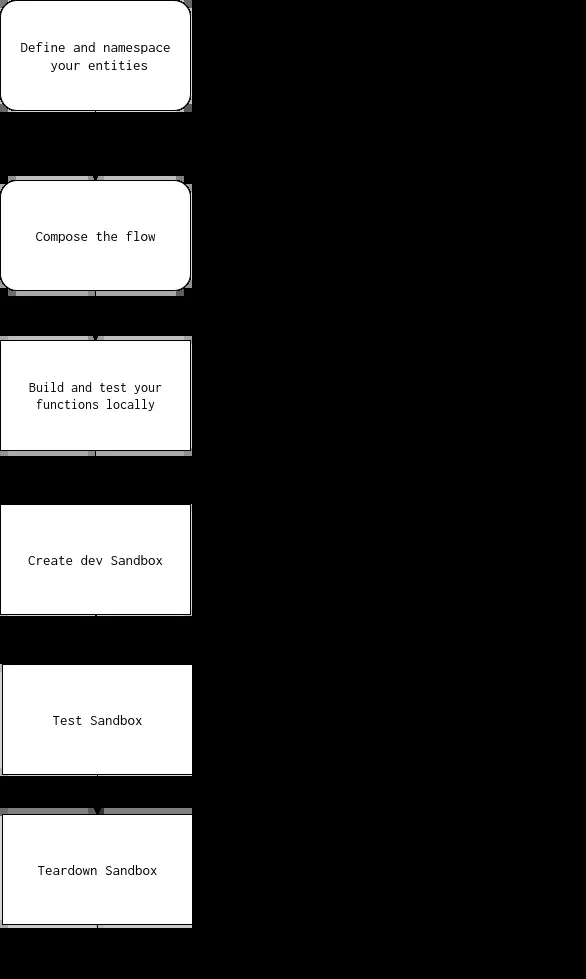 Define and namespace
your entities
Compose the flow
Build and test your
functions locally
Create dev Sandbox
Test Sandbox
Teardown Sandbox